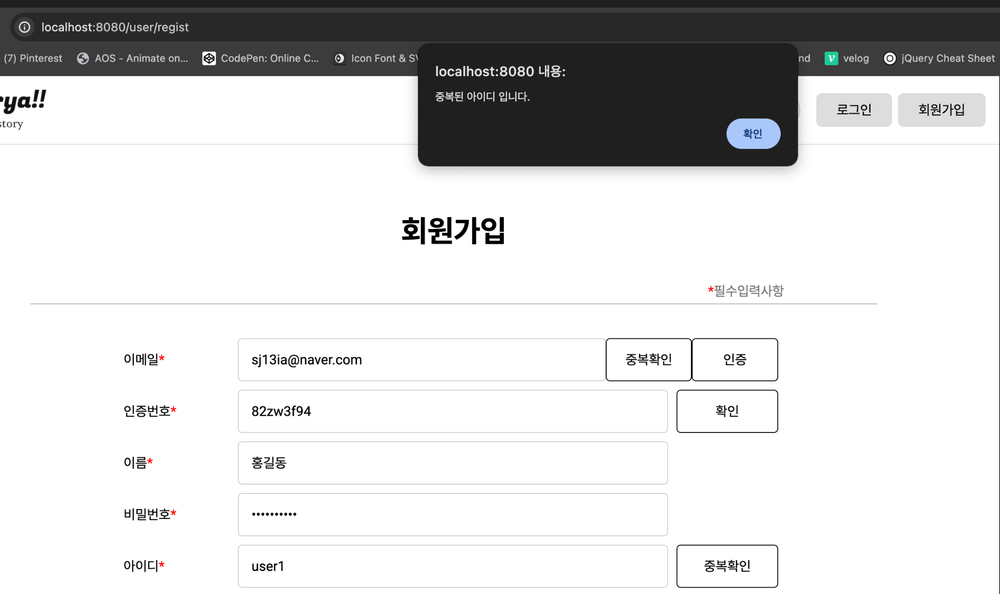 localhost:8080/user/regist
(7) Pinterest AOS - Animate on... CodePen: Online C... Icon Font & SV nd velog jQuery Cheat Sheet
localhost:8080 내용:
중복된 아이디 입니다.
확인
rya!!
story
로그인 회원가입
회원가입
*필수입력사항
이메일* sj13ia@naver.com 중복확인 인증
인증번호* 82zw3f94 확인
이름* 홍길동
비밀번호* ••••••••••
아이디* user1 중복확인